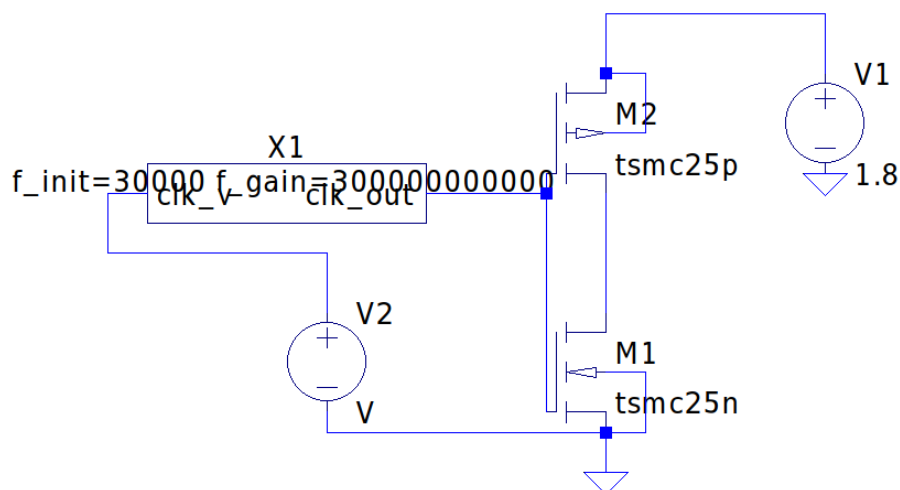 V1
M2
X1
tsmc25p
f_init=30000 f_gain=300000000000
1.8
clk_v clk_out
V2
M1
V
tsmc25n